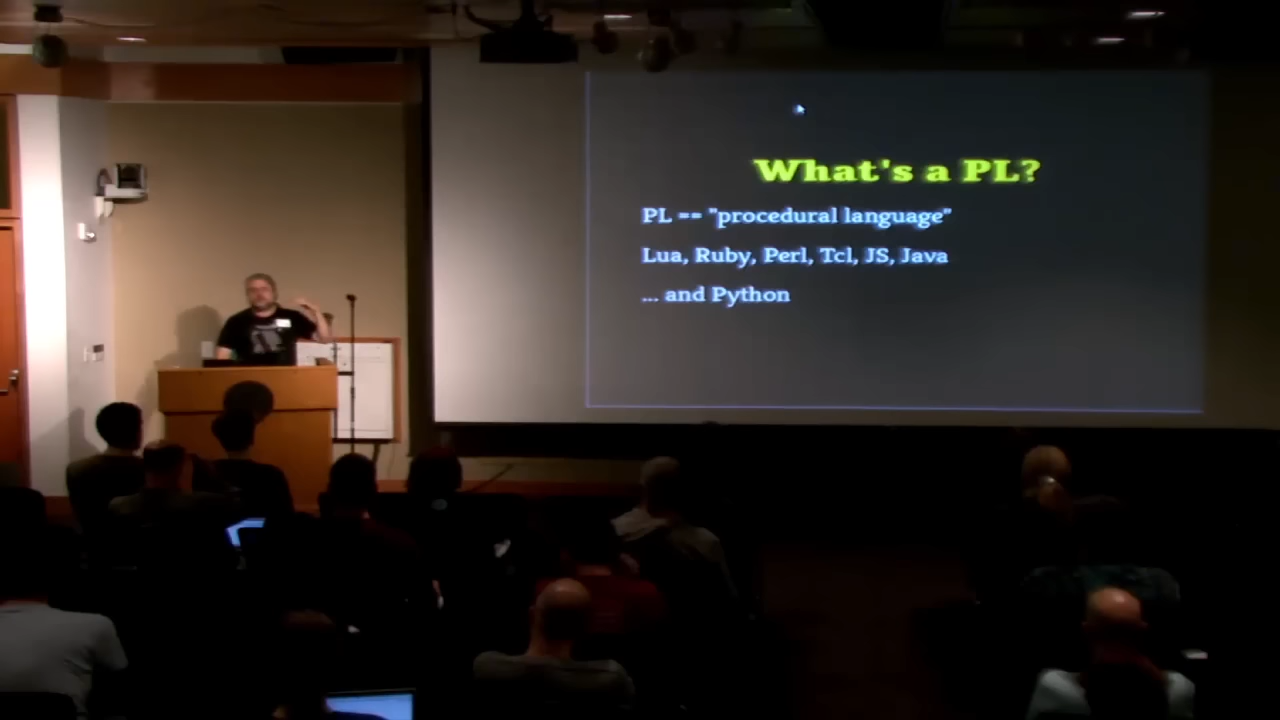 What's a PL?
PL == "procedural language"
Lua, Ruby, Perl, Tcl, JS, Java
... and Python